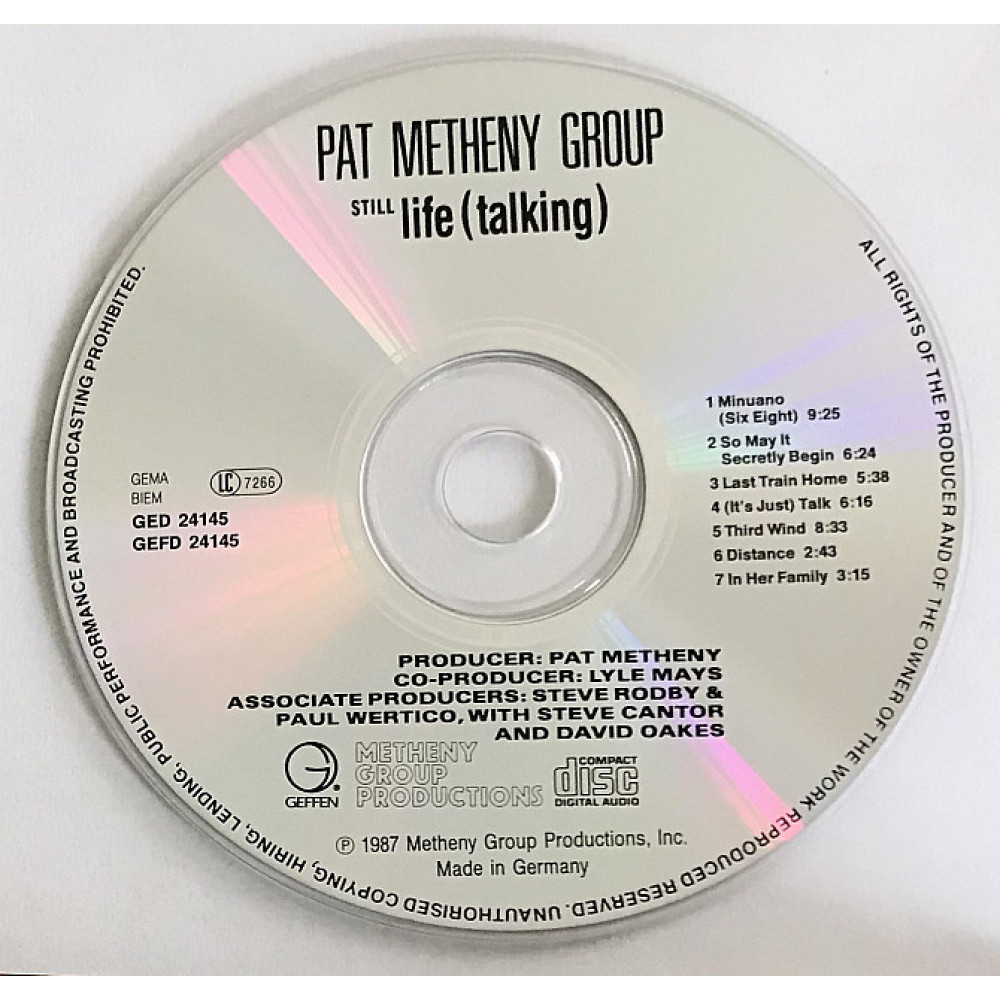 PAT METHENY GROUP
STILL life (talking)
1 Minuano
(Six Eight) 9:25
2 So May It
Secretly Begin 6:24
3 Last Train Home 5:38
4 (It's Just) Talk 6:16
5 Third Wind 8:33
6 Distance 2:43
7 In Her Family 3:15
GEMA
BIEM
LC 7266
GED 24145
GEFD 24145
PRODUCER: PAT METHENY
CO-PRODUCER: LYLE MAYS
ASSOCIATE PRODUCERS: STEVE RODBY &
PAUL WERTICO, WITH STEVE CANTOR
AND DAVID OAKES
G
GEFFEN
METHENY
GROUP
PRODUCTIONS
COMPACT
disc
DIGITAL AUDIO
℗ 1987 Metheny Group Productions, Inc.
Made in Germany
ALL RIGHTS OF THE PRODUCER AND OF THE OWNER OF THE WORK REPRODUCED RESERVED. UNAUTHORISED COPYING, HIRING, LENDING, PUBLIC PERFORMANCE AND BROADCASTING PROHIBITED.